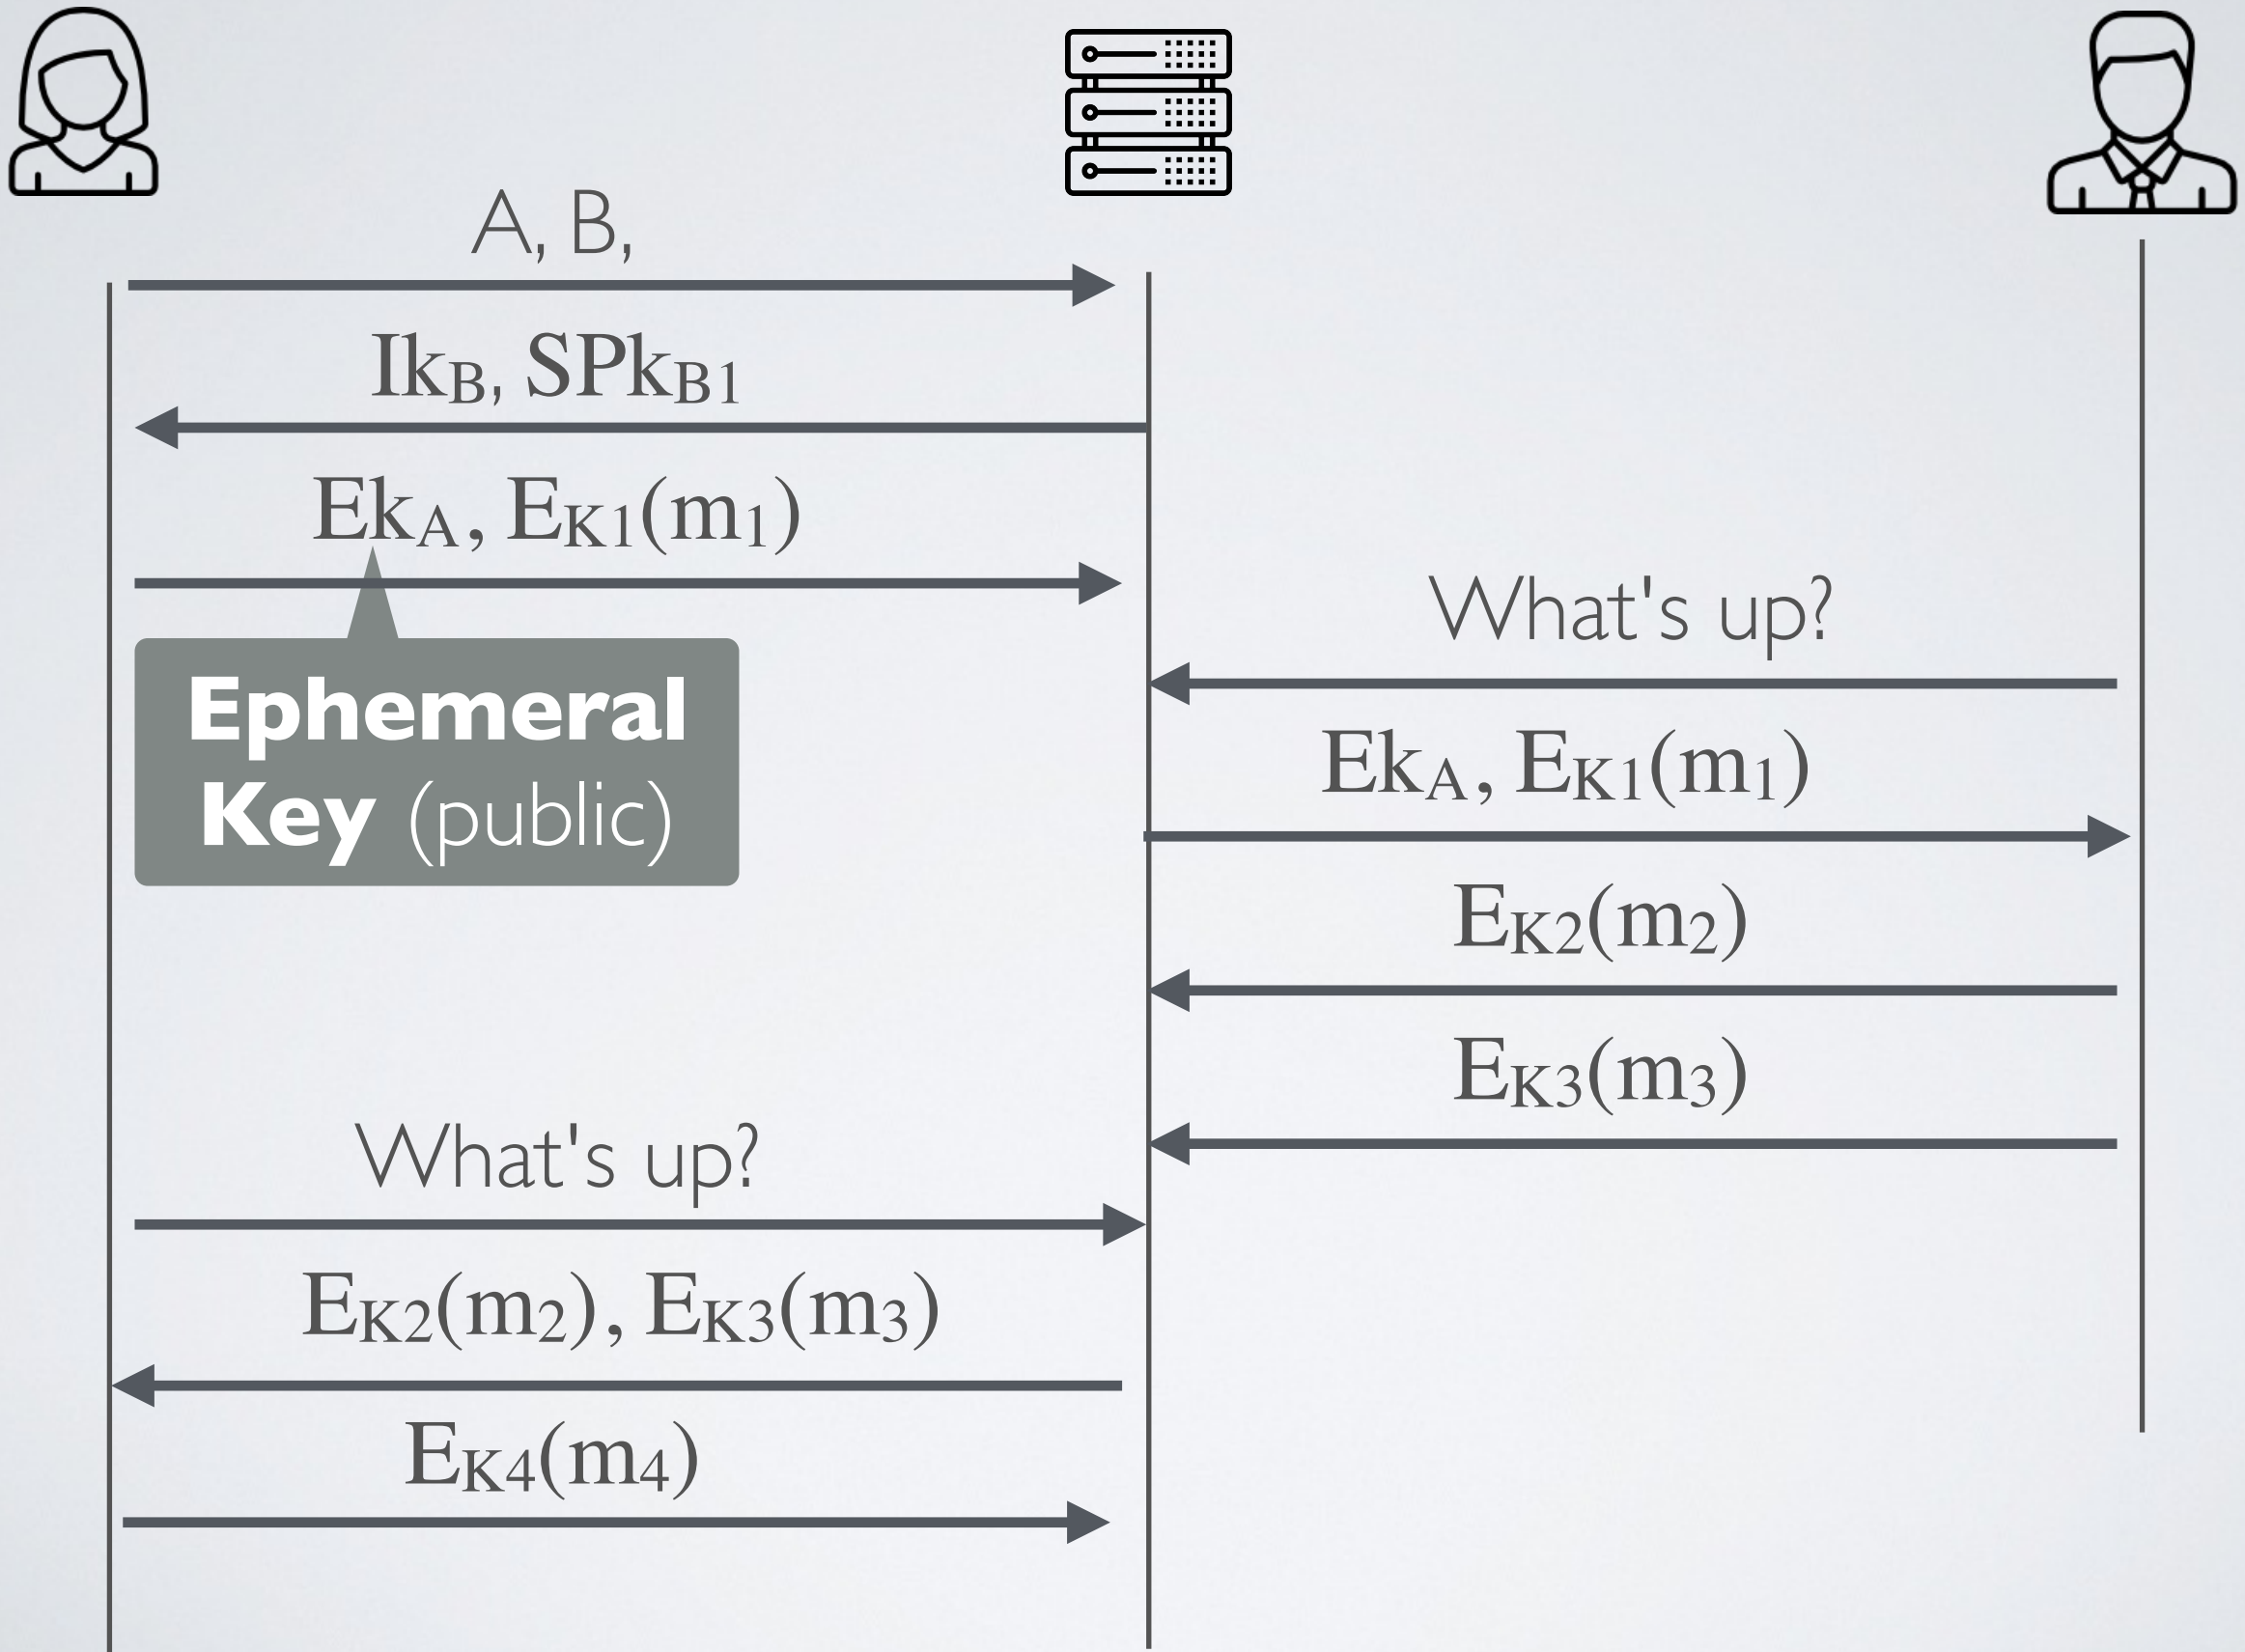 A, B,
IkB, SPkB1
EkA, EK1(m1)
Ephemeral
Key (public)
What's up?
EkA, EK1(m1)
EK2(m2)
EK3(m3)
What's up?
EK2(m2), EK3(m3)
EK4(m4)